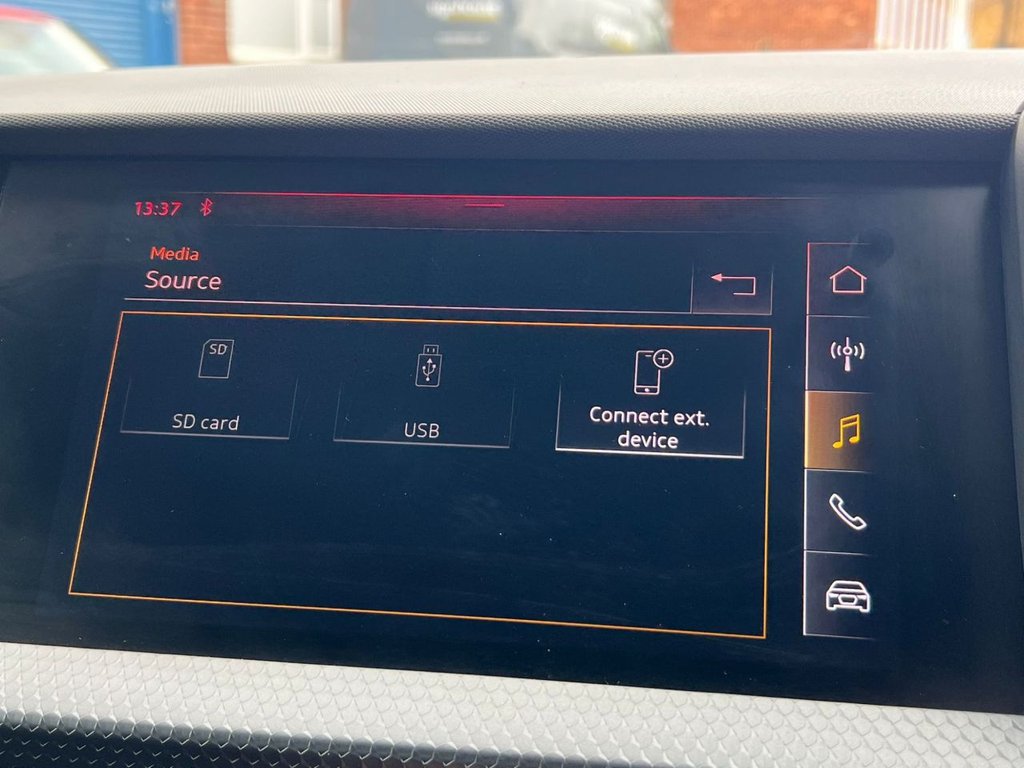 13:37
Media
Source
SD
SD card
USB
Connect ext.
device